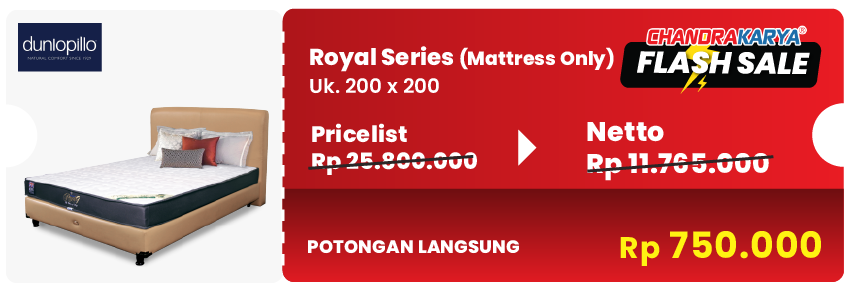 dunlopillo
NATURAL COMFORT SINCE 1929
Royal Series (Mattress Only)
Uk. 200 x 200
CHANDRAKARYA®
FLASH SALE
Pricelist
Rp 25.800.000
Netto
Rp 11.765.000
POTONGAN LANGSUNG
Rp 750.000